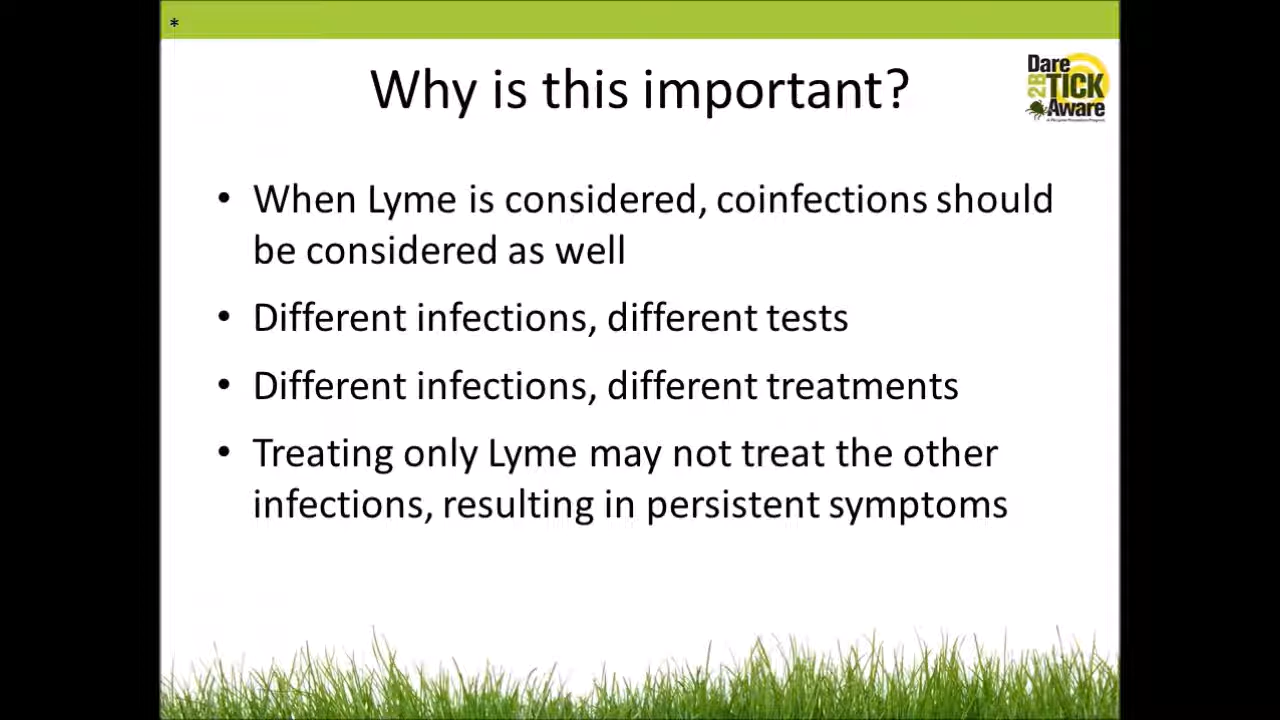 *
Why is this important?
Dare
2B
TICK
Aware
• When Lyme is considered, coinfections should
be considered as well
• Different infections, different tests
• Different infections, different treatments
• Treating only Lyme may not treat the other
infections, resulting in persistent symptoms